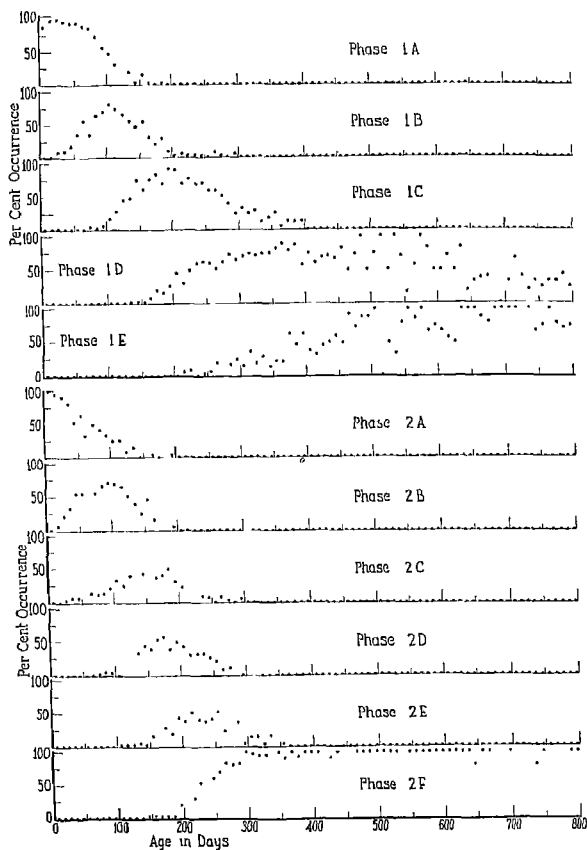 100
50
Phase 1A
100
50
Phase 1B
Per Cent Occurrence
100
50
Phase 1C
100
50
Phase 1D
100
50
Phase 1E
0
100
50
Phase 2A
100
50
Phase 2B
100
50
Phase 2C
Per Cent Occurrence
100
50
Phase 2D
100
50
Phase 2E
100
50
Phase 2F
0
0 100 200 300 400 500 600 700 800
Age in Days